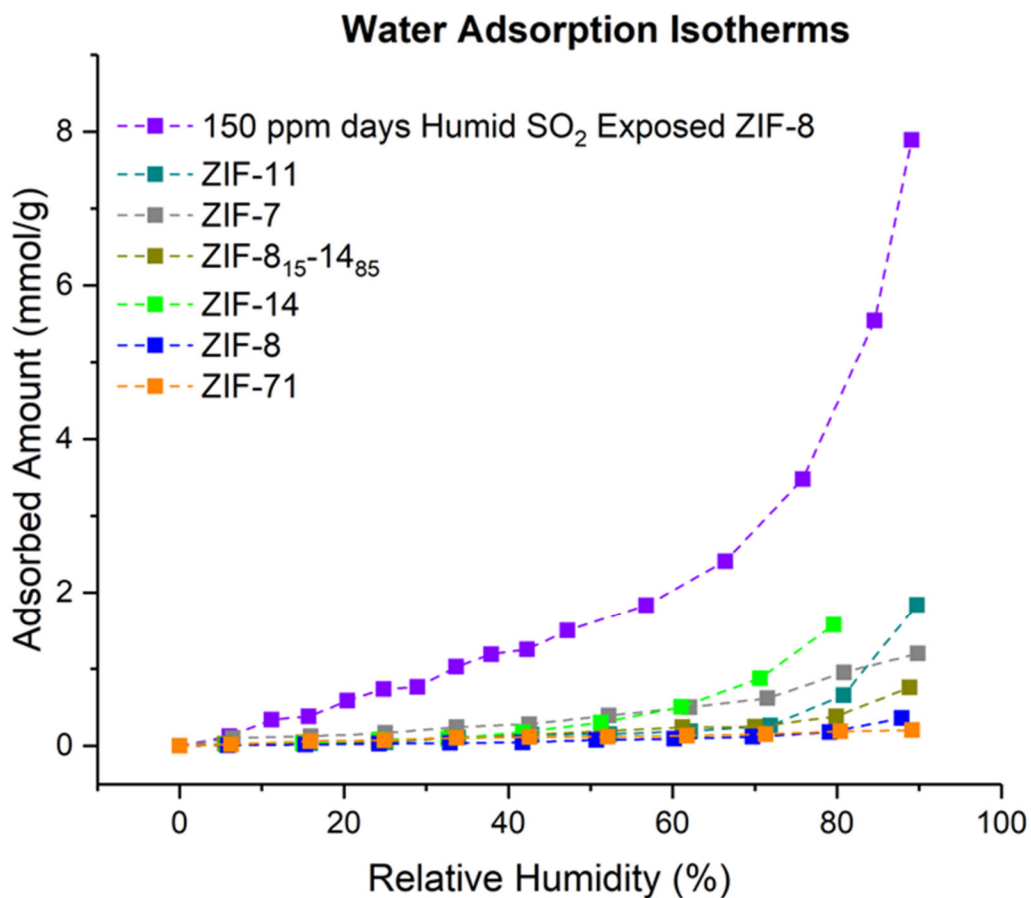 Water Adsorption Isotherms
150 ppm days Humid SO₂ Exposed ZIF-8
ZIF-11
ZIF-7
ZIF-8₁₅-14₈₅
ZIF-14
ZIF-8
ZIF-71
Adsorbed Amount (mmol/g)
8
6
4
2
0
0 20 40 60 80 100
Relative Humidity (%)